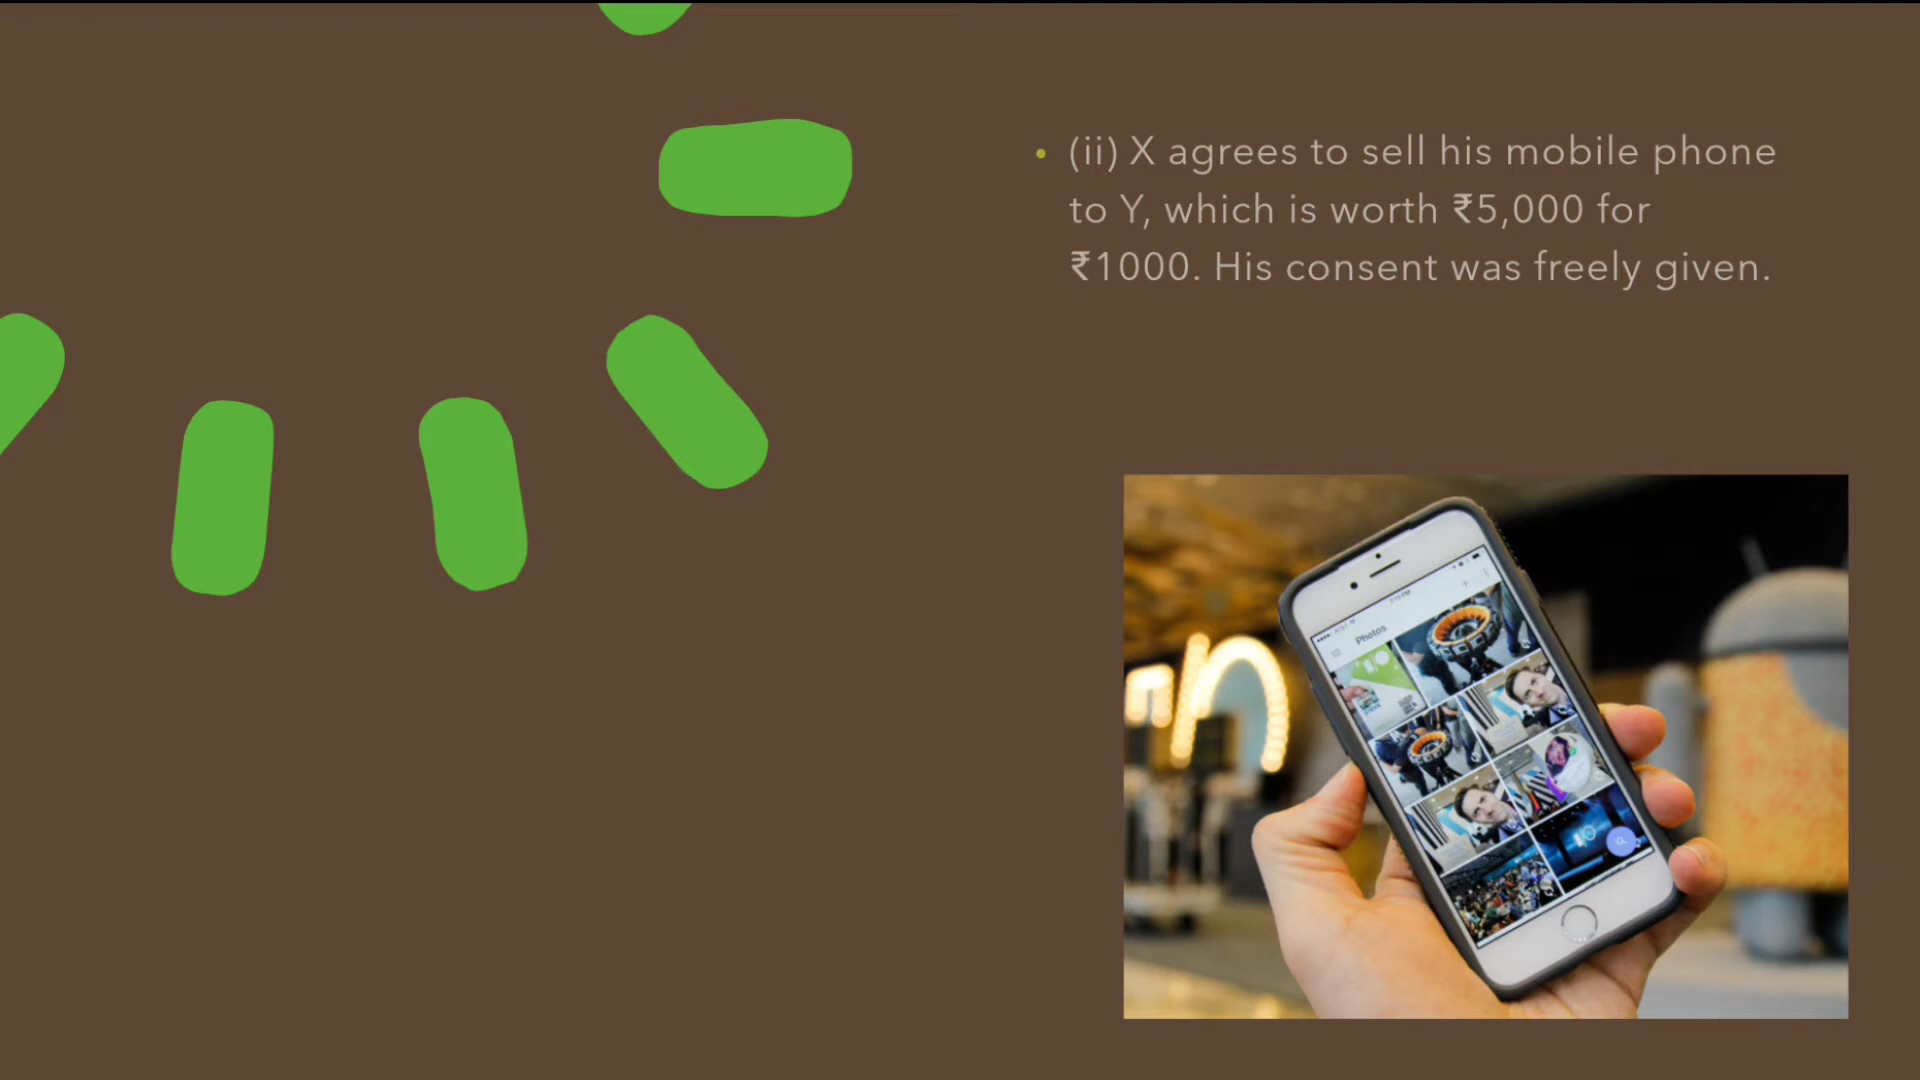 (ii) X agrees to sell his mobile phone
to Y, which is worth ₹5,000 for
₹1000. His consent was freely given.
Photos